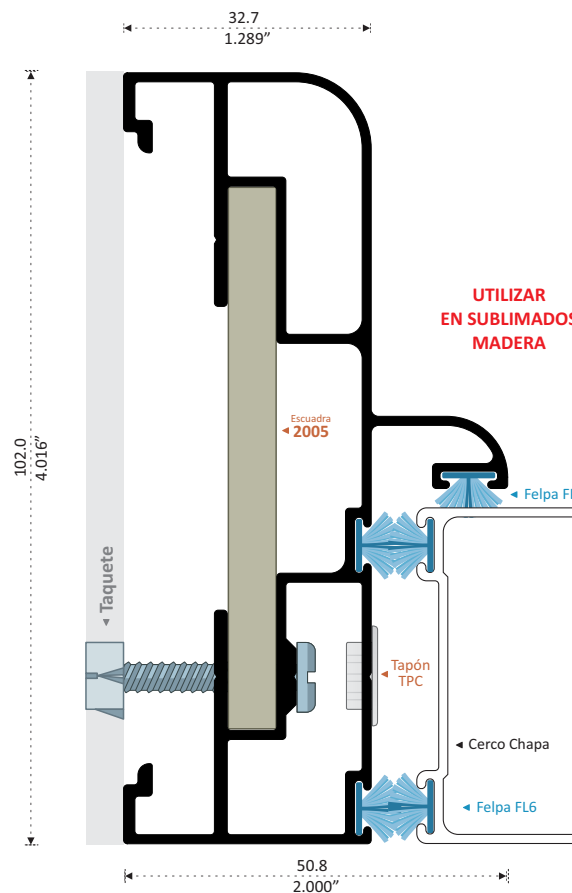 32.7
1.289”
UTILIZAR
EN SUBLIMADOS
MADERA
Escuadra
2005
102.0
4.016”
Felpa
Taquete
Tapón
TPC
Cerco Chapa
Felpa FL6
50.8
2.000”